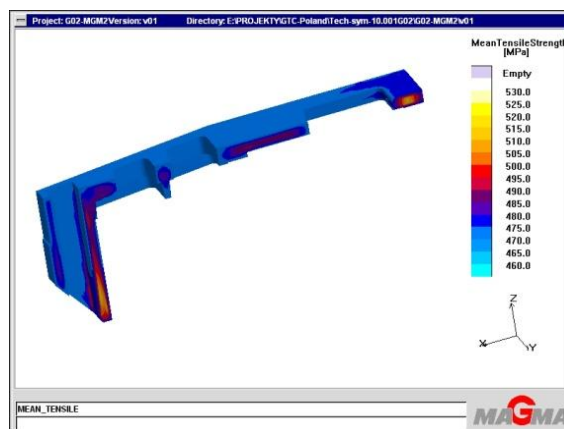 Project: G02-MGM2Version: v01 Directory: E:\PROJEKTY\GTC-Poland\Tech-sym-10.001G02\G02-MGM2\v01
MeanTensileStrength
[MPa]
Empty
530.0
525.0
520.0
515.0
510.0
505.0
500.0
495.0
490.0
485.0
480.0
475.0
470.0
465.0
460.0
Z
X
Y
MEAN_TENSILE
MAGMA